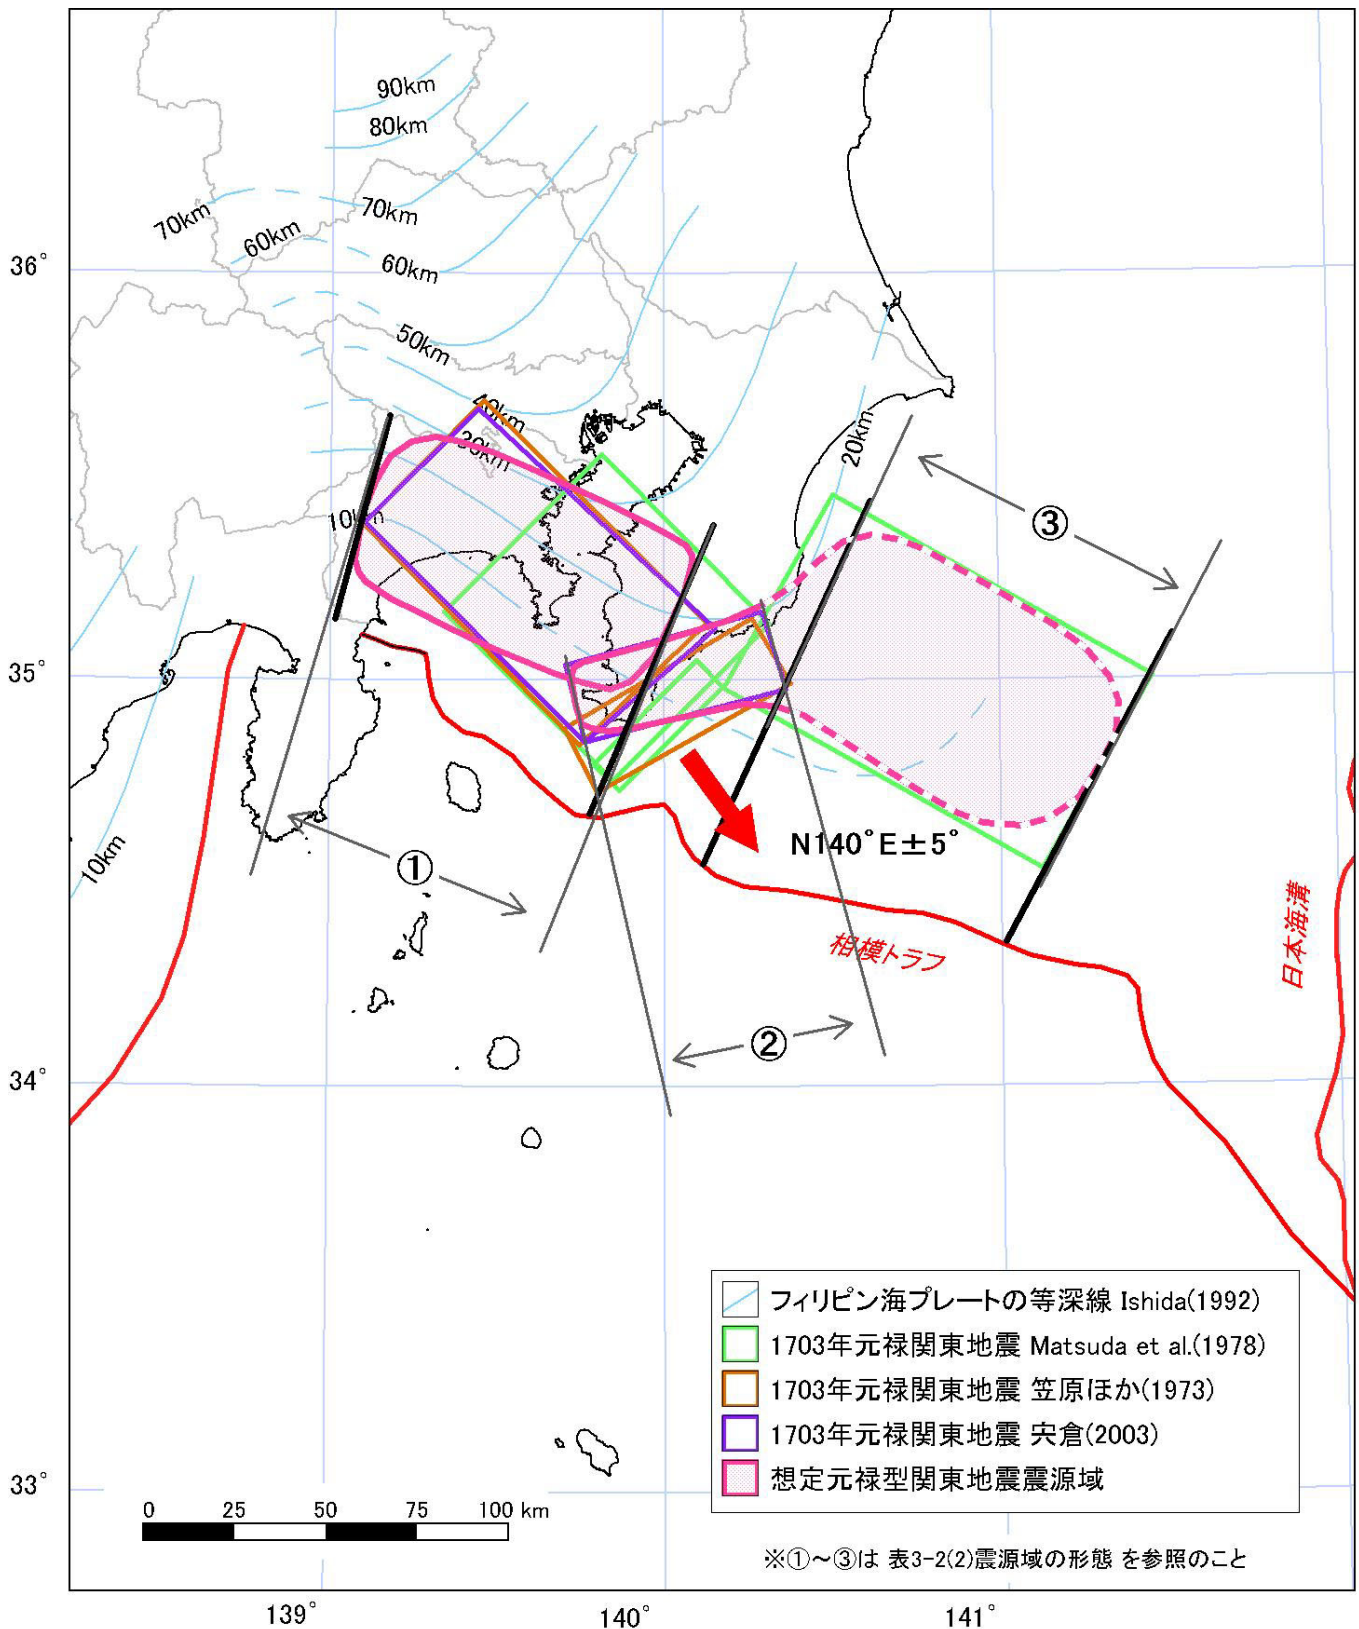 90km
80km
70km
70km
60km
60km
36°
50km
40km
30km
20km
10km
③
35°
N140°E±5°
①
10km
相模トラフ
日本海溝
②
34°
フィリピン海プレートの等深線 Ishida(1992)
1703年元禄関東地震 Matsuda et al.(1978)
1703年元禄関東地震 笠原ほか(1973)
1703年元禄関東地震 宍倉(2003)
想定元禄型関東地震震源域
33°
0 25 50 75 100 km
※①～③は 表3-2(2)震源域の形態 を参照のこと
139° 140° 141°